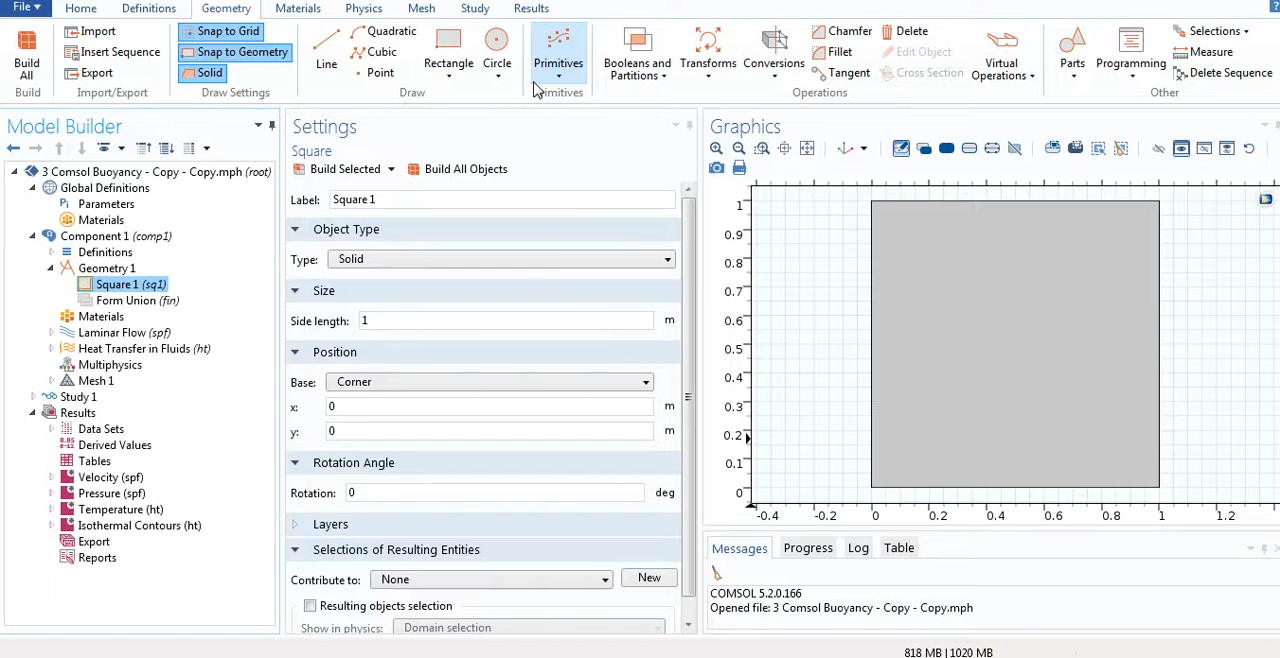 File
Home
Definitions
Geometry
Materials
Physics
Mesh
Study
Results
?
Build All
Build
Import
Insert Sequence
Export
Import/Export
Snap to Grid
Snap to Geometry
Solid
Draw Settings
Line
Quadratic
Cubic
Point
Rectangle
Circle
Draw
Primitives
Booleans and Partitions
Transforms
Conversions
Chamfer
Fillet
Tangent
Delete
Edit Object
Cross Section
Virtual Operations
Operations
Parts
Programming
Selections
Measure
Delete Sequence
Other
Model Builder
3 Comsol Buoyancy - Copy - Copy.mph (root)
Global Definitions
Pi Parameters
Materials
Component 1 (comp1)
Definitions
Geometry 1
Square 1 (sq1)
Form Union (fin)
Materials
Laminar Flow (spf)
Heat Transfer in Fluids (ht)
Multiphysics
Mesh 1
Study 1
Results
Data Sets
Derived Values
Tables
Velocity (spf)
Pressure (spf)
Temperature (ht)
Isothermal Contours (ht)
Export
Reports
Settings
Square
Build Selected
Build All Objects
Label: Square 1
Object Type
Type: Solid
Size
Side length: 1 m
Position
Base: Corner
x: 0 m
y: 0 m
Rotation Angle
Rotation: 0 deg
Layers
Selections of Resulting Entities
Contribute to: None New
Resulting objects selection
Show in physics: Domain selection
Graphics
1
0.9
0.8
0.7
0.6
0.5
0.4
0.3
0.2
0.1
0
-0.4 -0.2 0 0.2 0.4 0.6 0.8 1 1.2
Messages
Progress
Log
Table
COMSOL 5.2.0.166
Opened file: 3 Comsol Buoyancy - Copy - Copy.mph
818 MB | 1020 MB